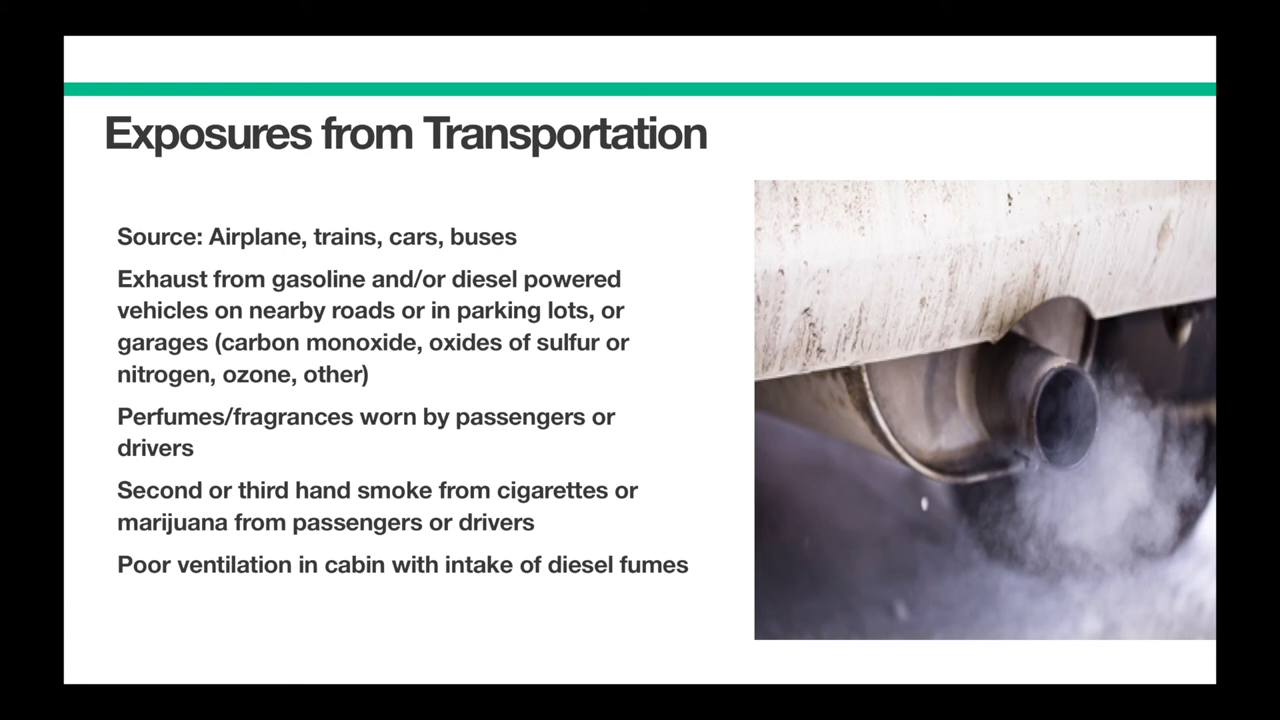 Exposures from Transportation
Source: Airplane, trains, cars, buses
Exhaust from gasoline and/or diesel powered
vehicles on nearby roads or in parking lots, or
garages (carbon monoxide, oxides of sulfur or
nitrogen, ozone, other)
Perfumes/fragrances worn by passengers or
drivers
Second or third hand smoke from cigarettes or
marijuana from passengers or drivers
Poor ventilation in cabin with intake of diesel fumes